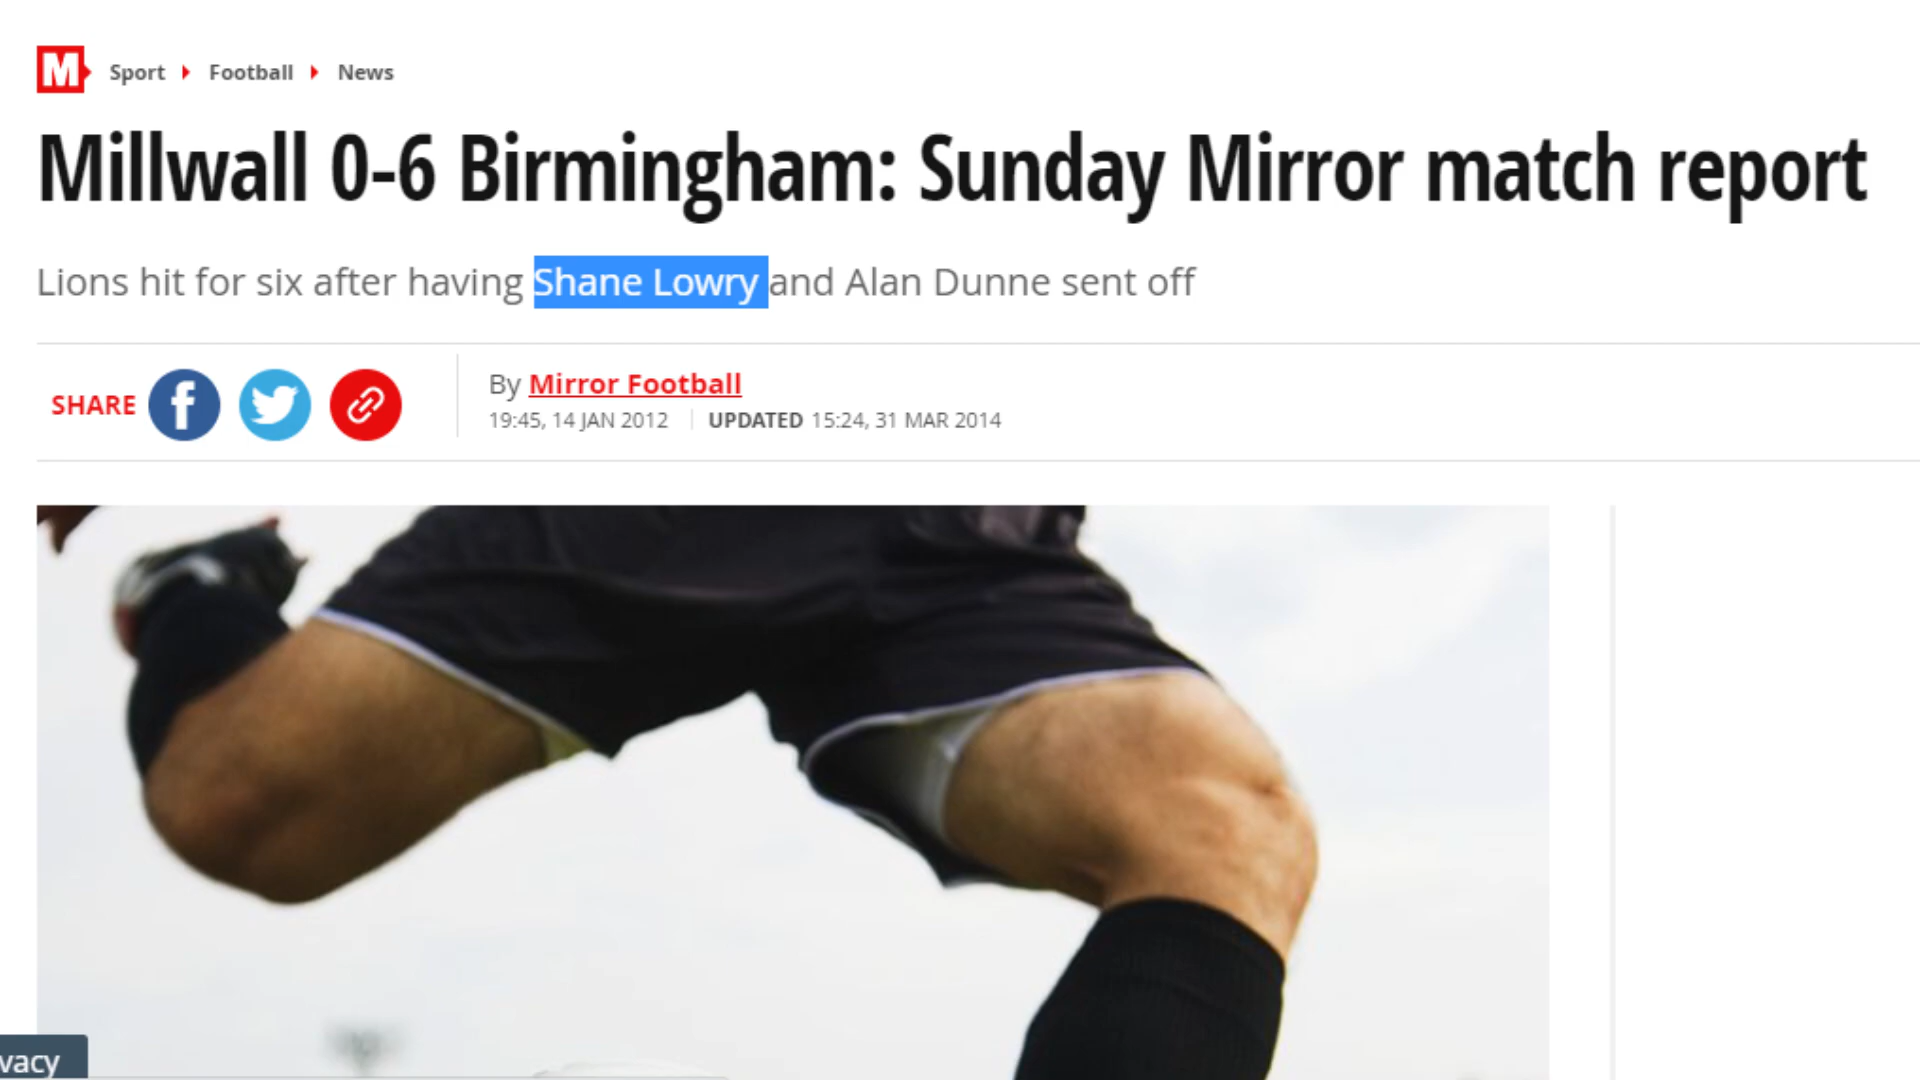 M Sport Football News
Millwall 0-6 Birmingham: Sunday Mirror match report
Lions hit for six after having Shane Lowry and Alan Dunne sent off
SHARE
By Mirror Football
19:45, 14 JAN 2012 UPDATED 15:24, 31 MAR 2014
vacy